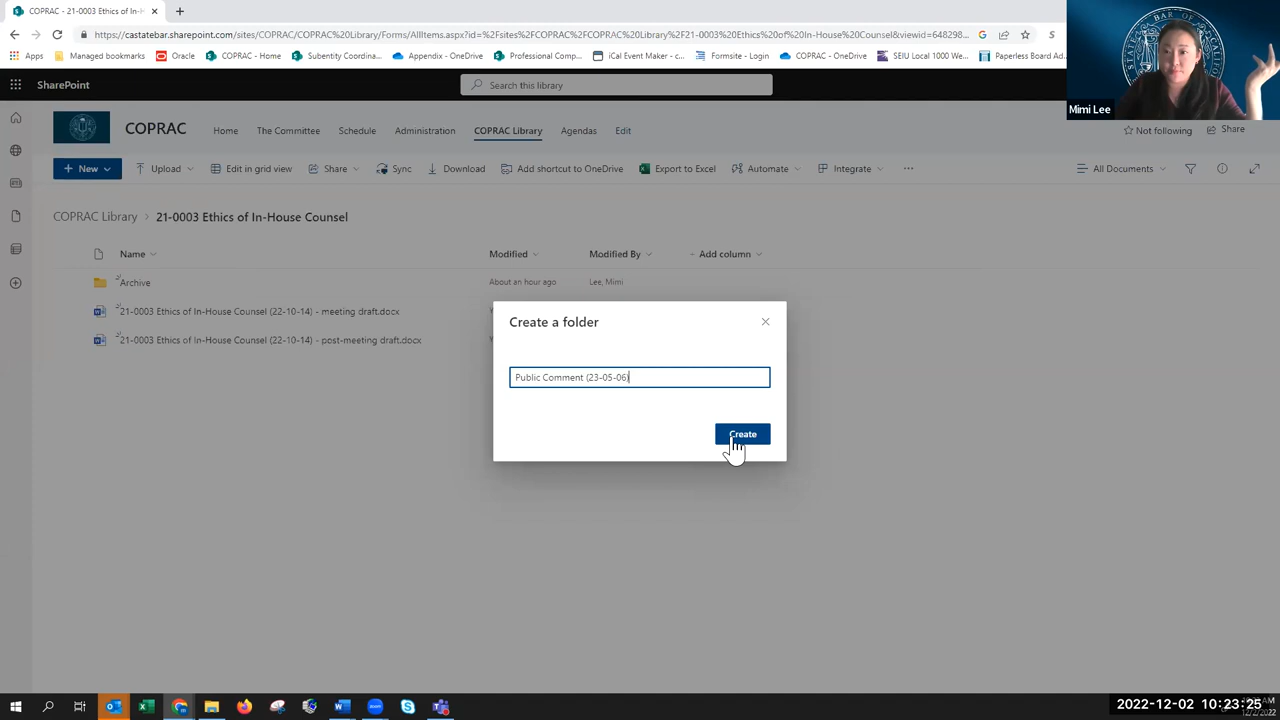 COPRAC - 21-0003 Ethics of In-H
https://castatebar.sharepoint.com/sites/COPRAC/COPRAC%20Library/Forms/AllItems.aspx?id=%2Fsites%2FCOPRAC%2FCOPRAC%20Library%2F21-0003%20Ethics%20of%20In-House%20Counsel&viewid=648298...
Apps
Managed bookmarks
Oracle
COPRAC - Home
Subentity Coordina...
Appendix - OneDrive
Professional Comp...
iCal Event Maker - c...
Formsite - Login
COPRAC - OneDrive
SEIU Local 1000 We...
Paperless Board Ad...
Mimi Lee
SharePoint
Search this library
COPRAC
Home
The Committee
Schedule
Administration
COPRAC Library
Agendas
Edit
Not following
Share
New
Upload
Edit in grid view
Share
Sync
Download
Add shortcut to OneDrive
Export to Excel
Automate
Integrate
All Documents
COPRAC Library > 21-0003 Ethics of In-House Counsel
Name
Modified
Modified By
+ Add column
Archive
About an hour ago
Lee, Mimi
21-0003 Ethics of In-House Counsel (22-10-14) - meeting draft.docx
21-0003 Ethics of In-House Counsel (22-10-14) - post-meeting draft.docx
Create a folder
Public Comment (23-05-06)
Create
2022-12-02 10:23:25